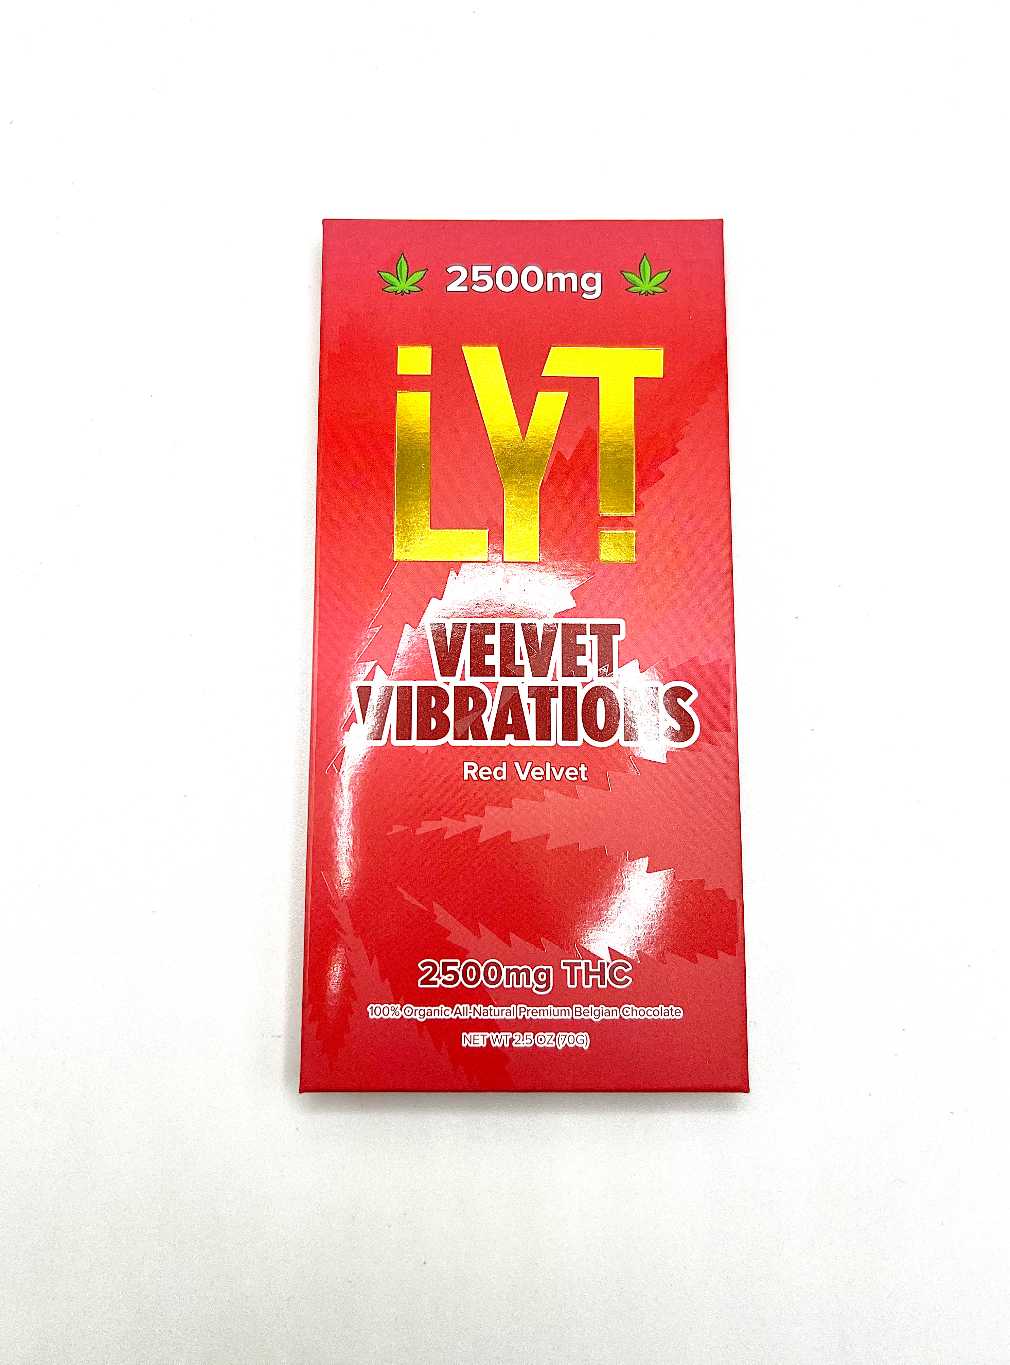 2500mg
LYT
VELVET
VIBRATIONS
Red Velvet
2500mg THC
100% Organic All-Natural Premium Belgian Chocolate
NET WT 2.5 OZ (70G)